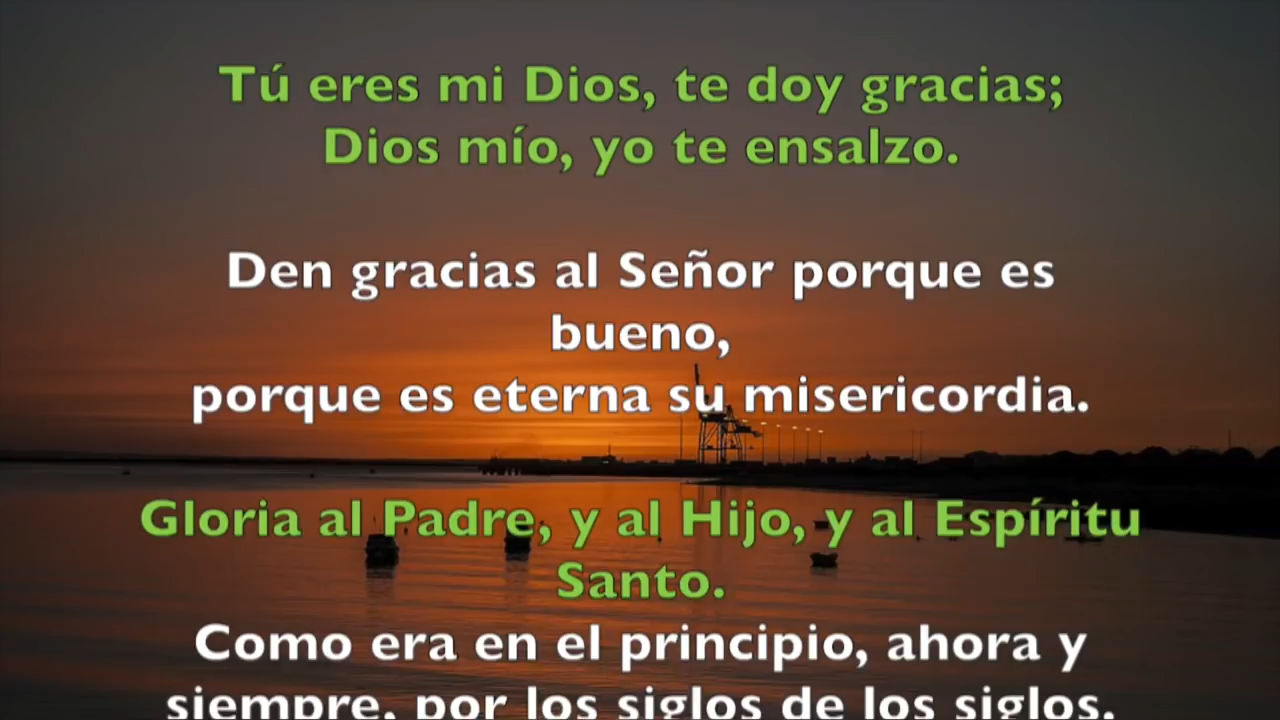 Tú eres mi Dios, te doy gracias;
Dios mío, yo te ensalzo.
Den gracias al Señor porque es
bueno,
porque es eterna su misericordia.
Gloria al Padre, y al Hijo, y al Espíritu
Santo.
Como era en el principio, ahora y
siempre, por los siglos de los siglos.